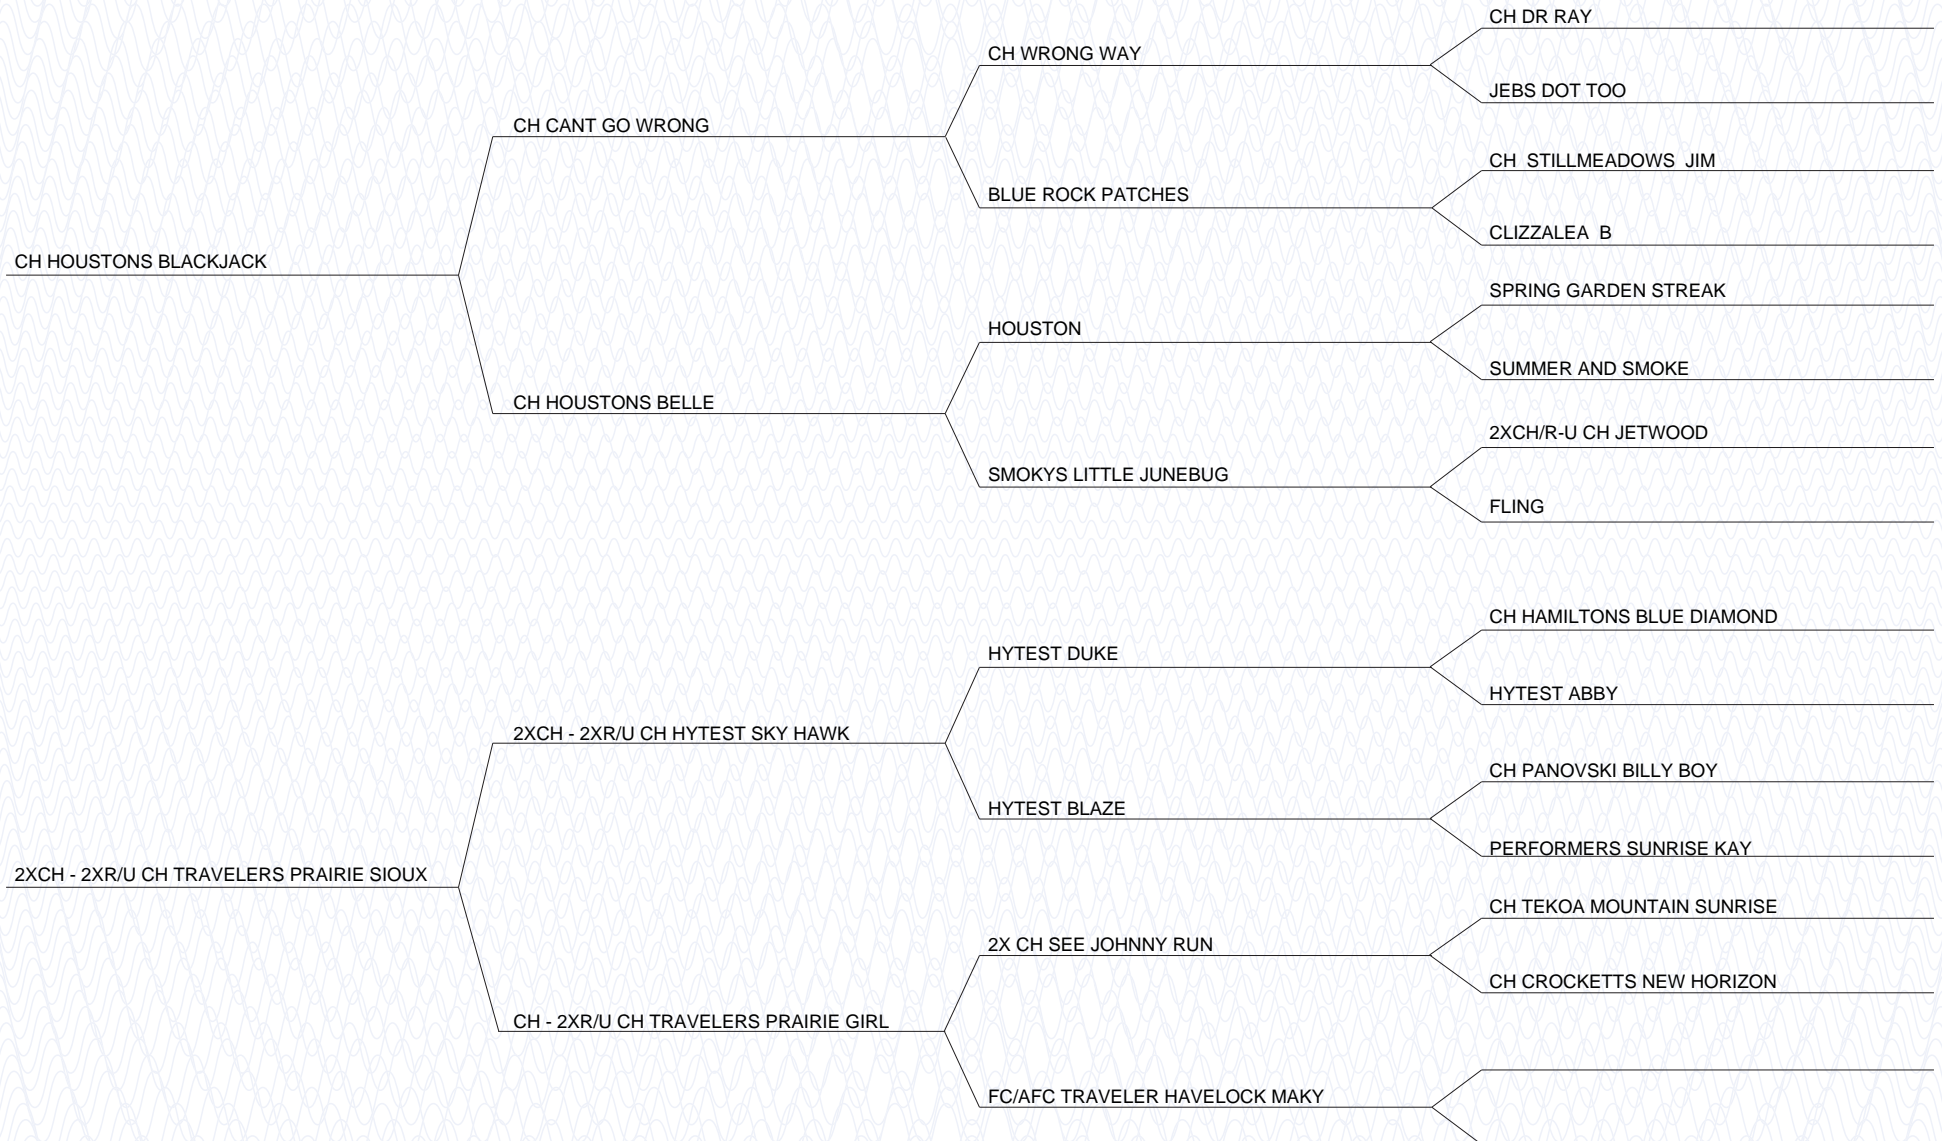 CH DR RAY
CH WRONG WAY
JEBS DOT TOO
CH CANT GO WRONG
CH  STILLMEADOWS  JIM
BLUE ROCK PATCHES
CLIZZALEA  B
CH HOUSTONS BLACKJACK
SPRING GARDEN STREAK
HOUSTON
SUMMER AND SMOKE
CH HOUSTONS BELLE
2XCH/R-U CH JETWOOD
SMOKYS LITTLE JUNEBUG
FLING
CH HAMILTONS BLUE DIAMOND
HYTEST DUKE
HYTEST ABBY
2XCH - 2XR/U CH HYTEST SKY HAWK
CH PANOVSKI BILLY BOY
HYTEST BLAZE
PERFORMERS SUNRISE KAY
2XCH - 2XR/U CH TRAVELERS PRAIRIE SIOUX
CH TEKOA MOUNTAIN SUNRISE
2X CH SEE JOHNNY RUN
CH CROCKETTS NEW HORIZON
CH - 2XR/U CH TRAVELERS PRAIRIE GIRL
FC/AFC TRAVELER HAVELOCK MAKY